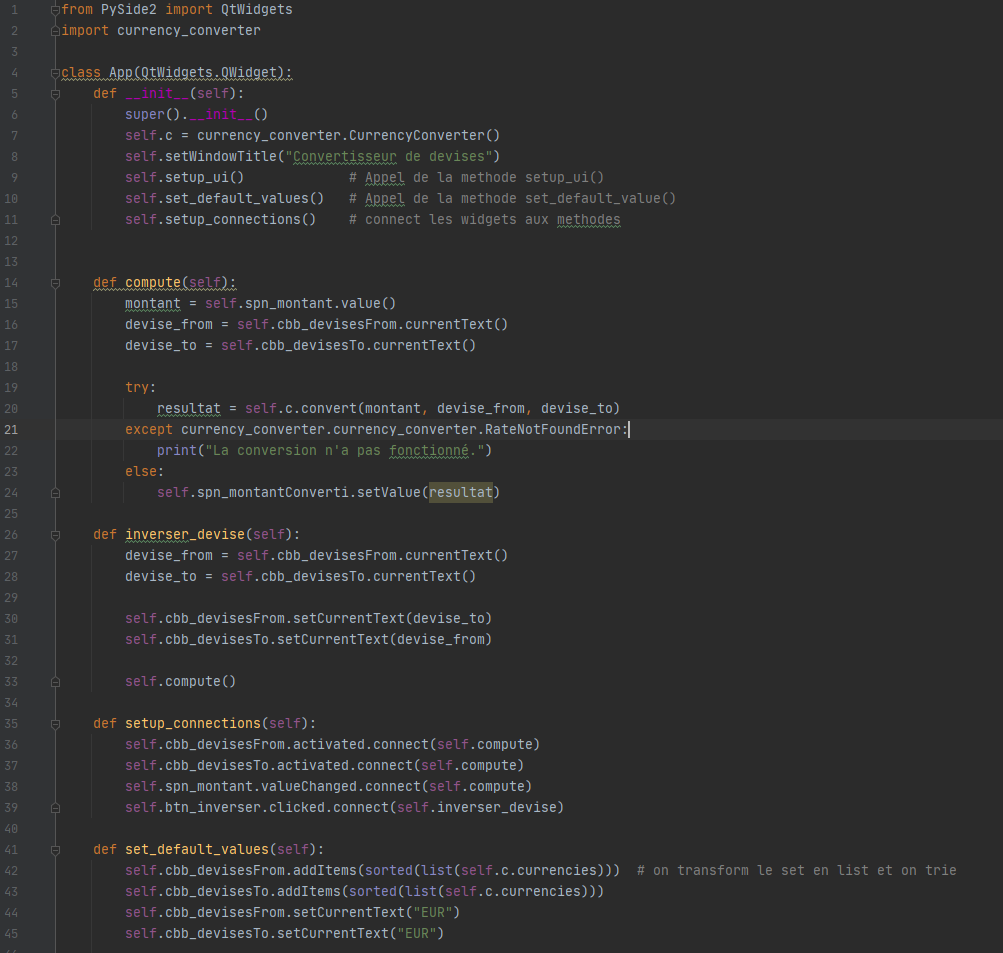 1 from PySide2 import QtWidgets
2 import currency_converter
3
4 class App(QtWidgets.QWidget):
5     def __init__(self):
6         super().__init__()
7         self.c = currency_converter.CurrencyConverter()
8         self.setWindowTitle("Convertisseur de devises")
9         self.setup_ui()             # Appel de la methode setup_ui()
10         self.set_default_values()   # Appel de la methode set_default_value()
11         self.setup_connections()    # connect les widgets aux methodes
12
13
14     def compute(self):
15         montant = self.spn_montant.value()
16         devise_from = self.cbb_devisesFrom.currentText()
17         devise_to = self.cbb_devisesTo.currentText()
18
19         try:
20             resultat = self.c.convert(montant, devise_from, devise_to)
21         except currency_converter.currency_converter.RateNotFoundError:
22             print("La conversion n'a pas fonctionné.")
23         else:
24             self.spn_montantConverti.setValue(resultat)
25
26     def inverser_devise(self):
27         devise_from = self.cbb_devisesFrom.currentText()
28         devise_to = self.cbb_devisesTo.currentText()
29
30         self.cbb_devisesFrom.setCurrentText(devise_to)
31         self.cbb_devisesTo.setCurrentText(devise_from)
32
33         self.compute()
34
35     def setup_connections(self):
36         self.cbb_devisesFrom.activated.connect(self.compute)
37         self.cbb_devisesTo.activated.connect(self.compute)
38         self.spn_montant.valueChanged.connect(self.compute)
39         self.btn_inverser.clicked.connect(self.inverser_devise)
40
41     def set_default_values(self):
42         self.cbb_devisesFrom.addItems(sorted(list(self.c.currencies)))  # on transform le set en list et on trie
43         self.cbb_devisesTo.addItems(sorted(list(self.c.currencies)))
44         self.cbb_devisesFrom.setCurrentText("EUR")
45         self.cbb_devisesTo.setCurrentText("EUR")